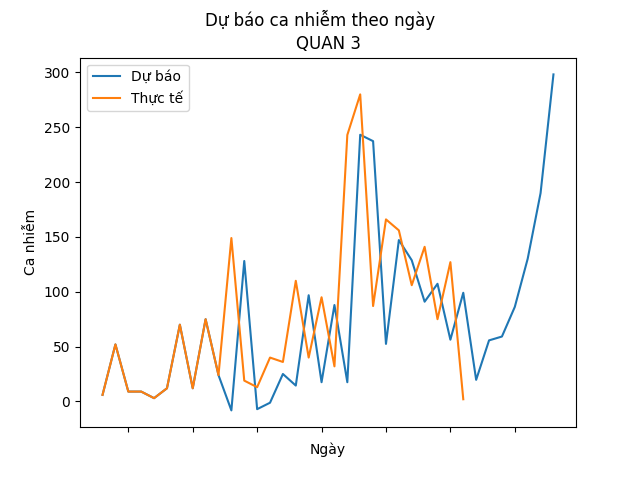 Dự báo ca nhiễm theo ngày
QUAN 3
Dự báo
Thực tế
300
250
200
150
100
50
0
Ca nhiễm
Ngày